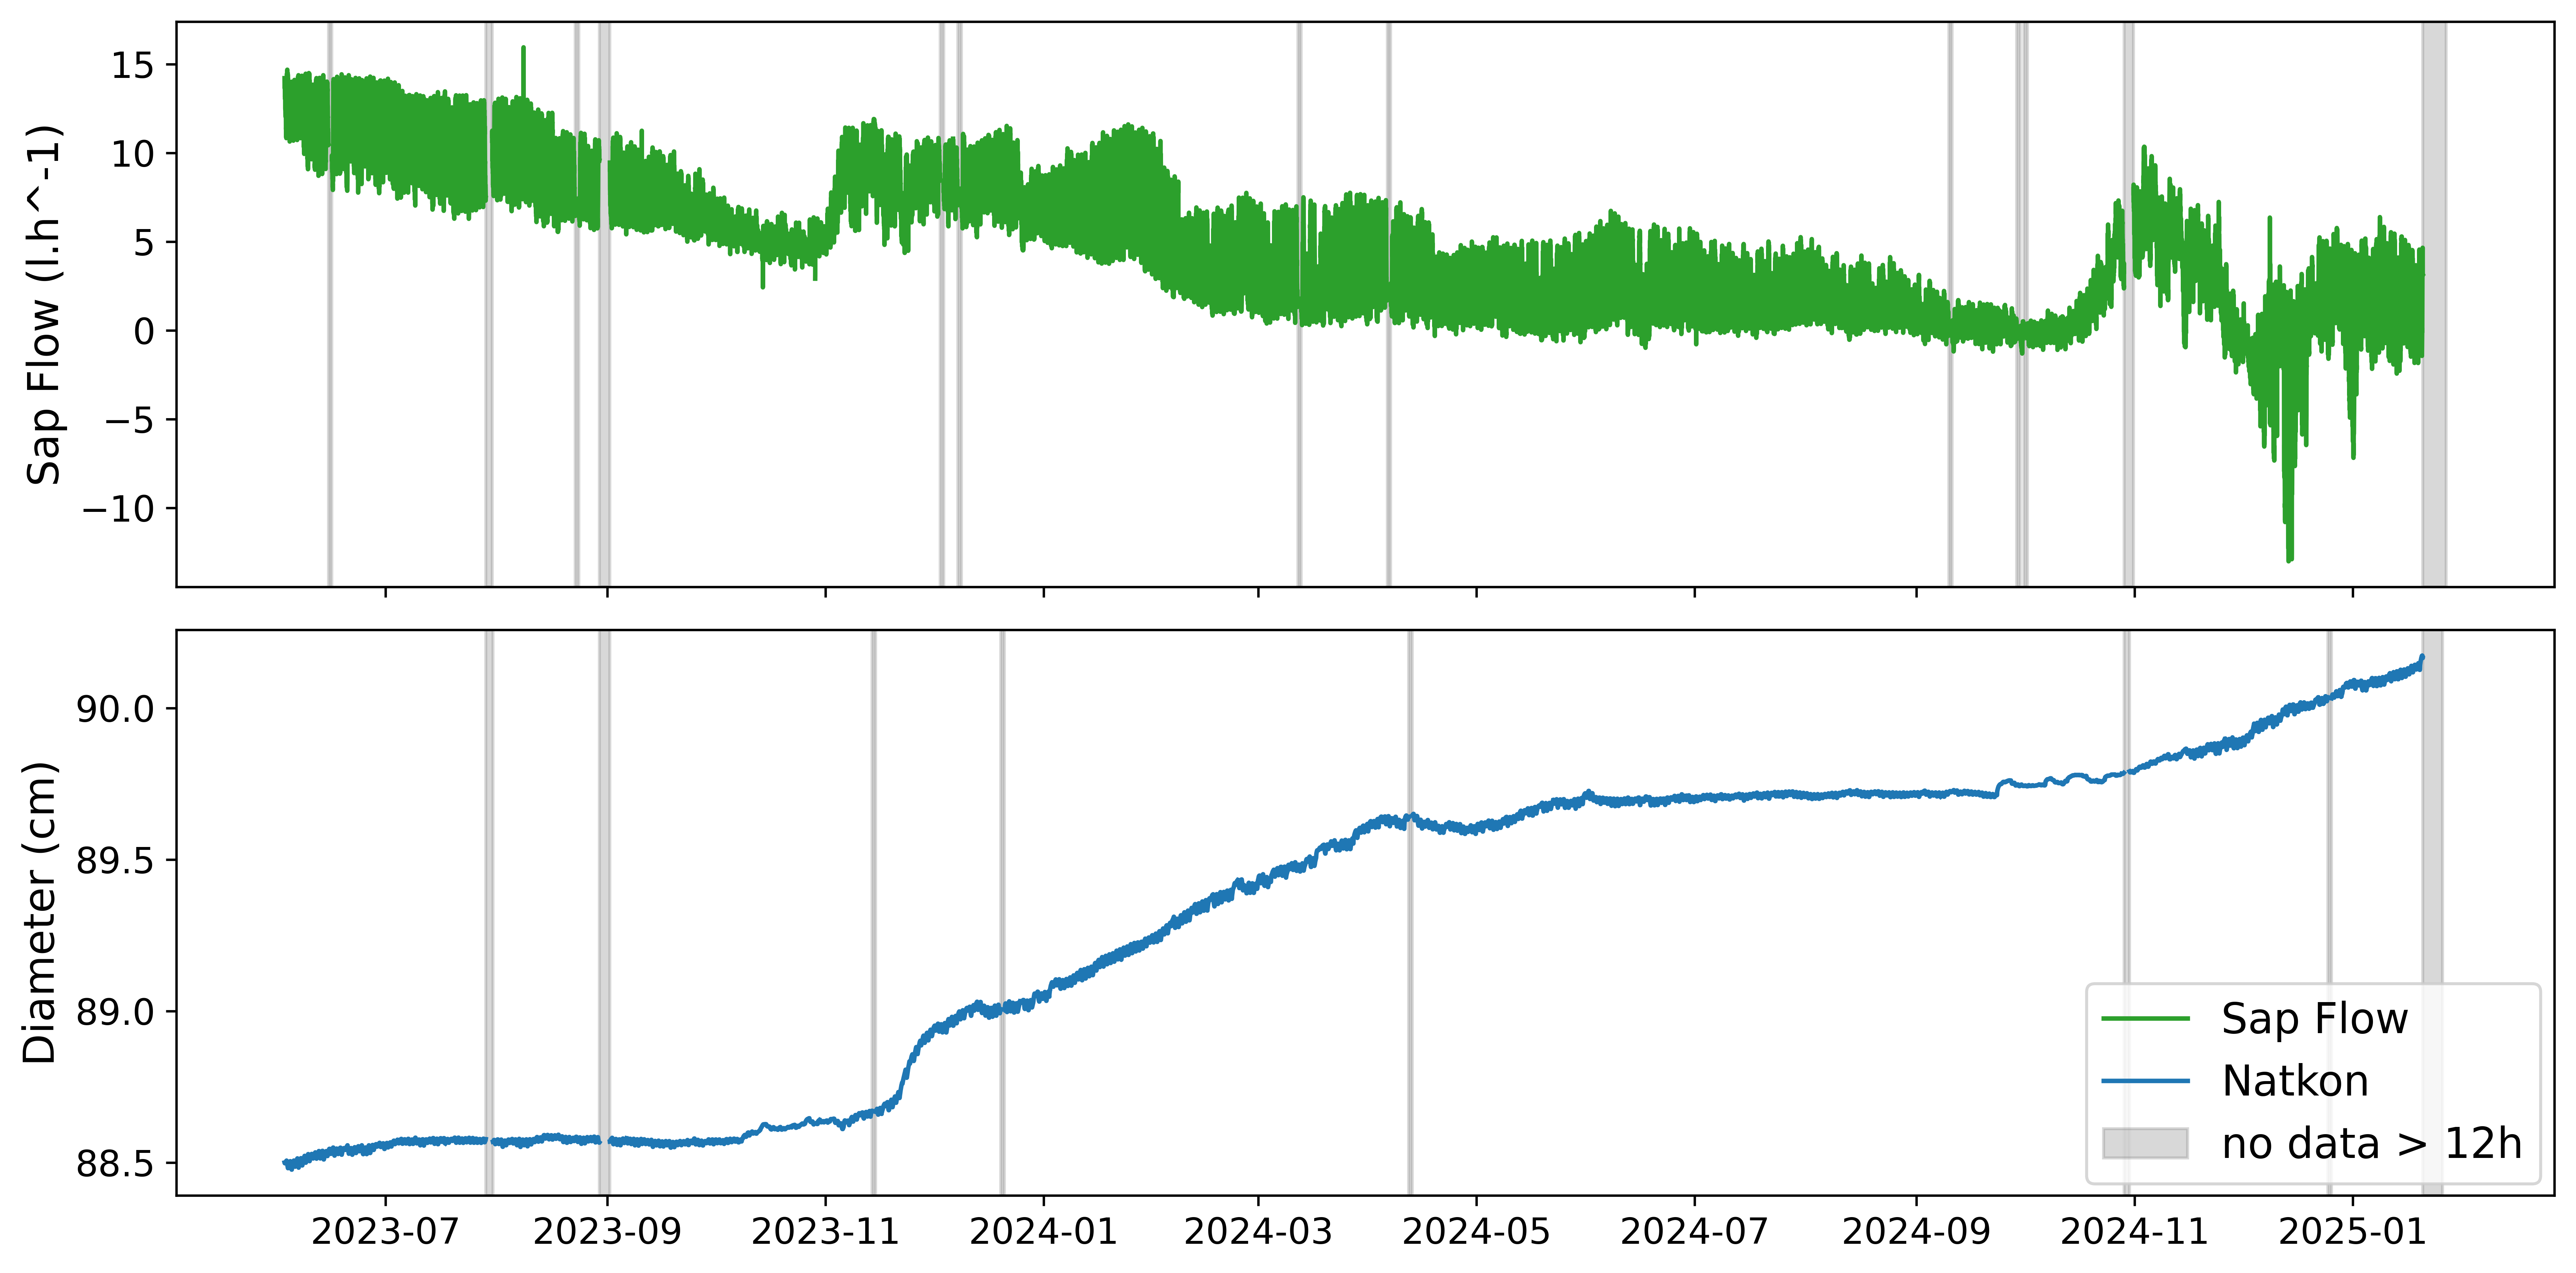 15
10
5
0
−5
−10
Sap Flow (l.h^-1)
90.0
89.5
89.0
88.5
Diameter (cm)
Sap Flow
Natkon
no data > 12h
2023-07 2023-09 2023-11 2024-01 2024-03 2024-05 2024-07 2024-09 2024-11 2025-01